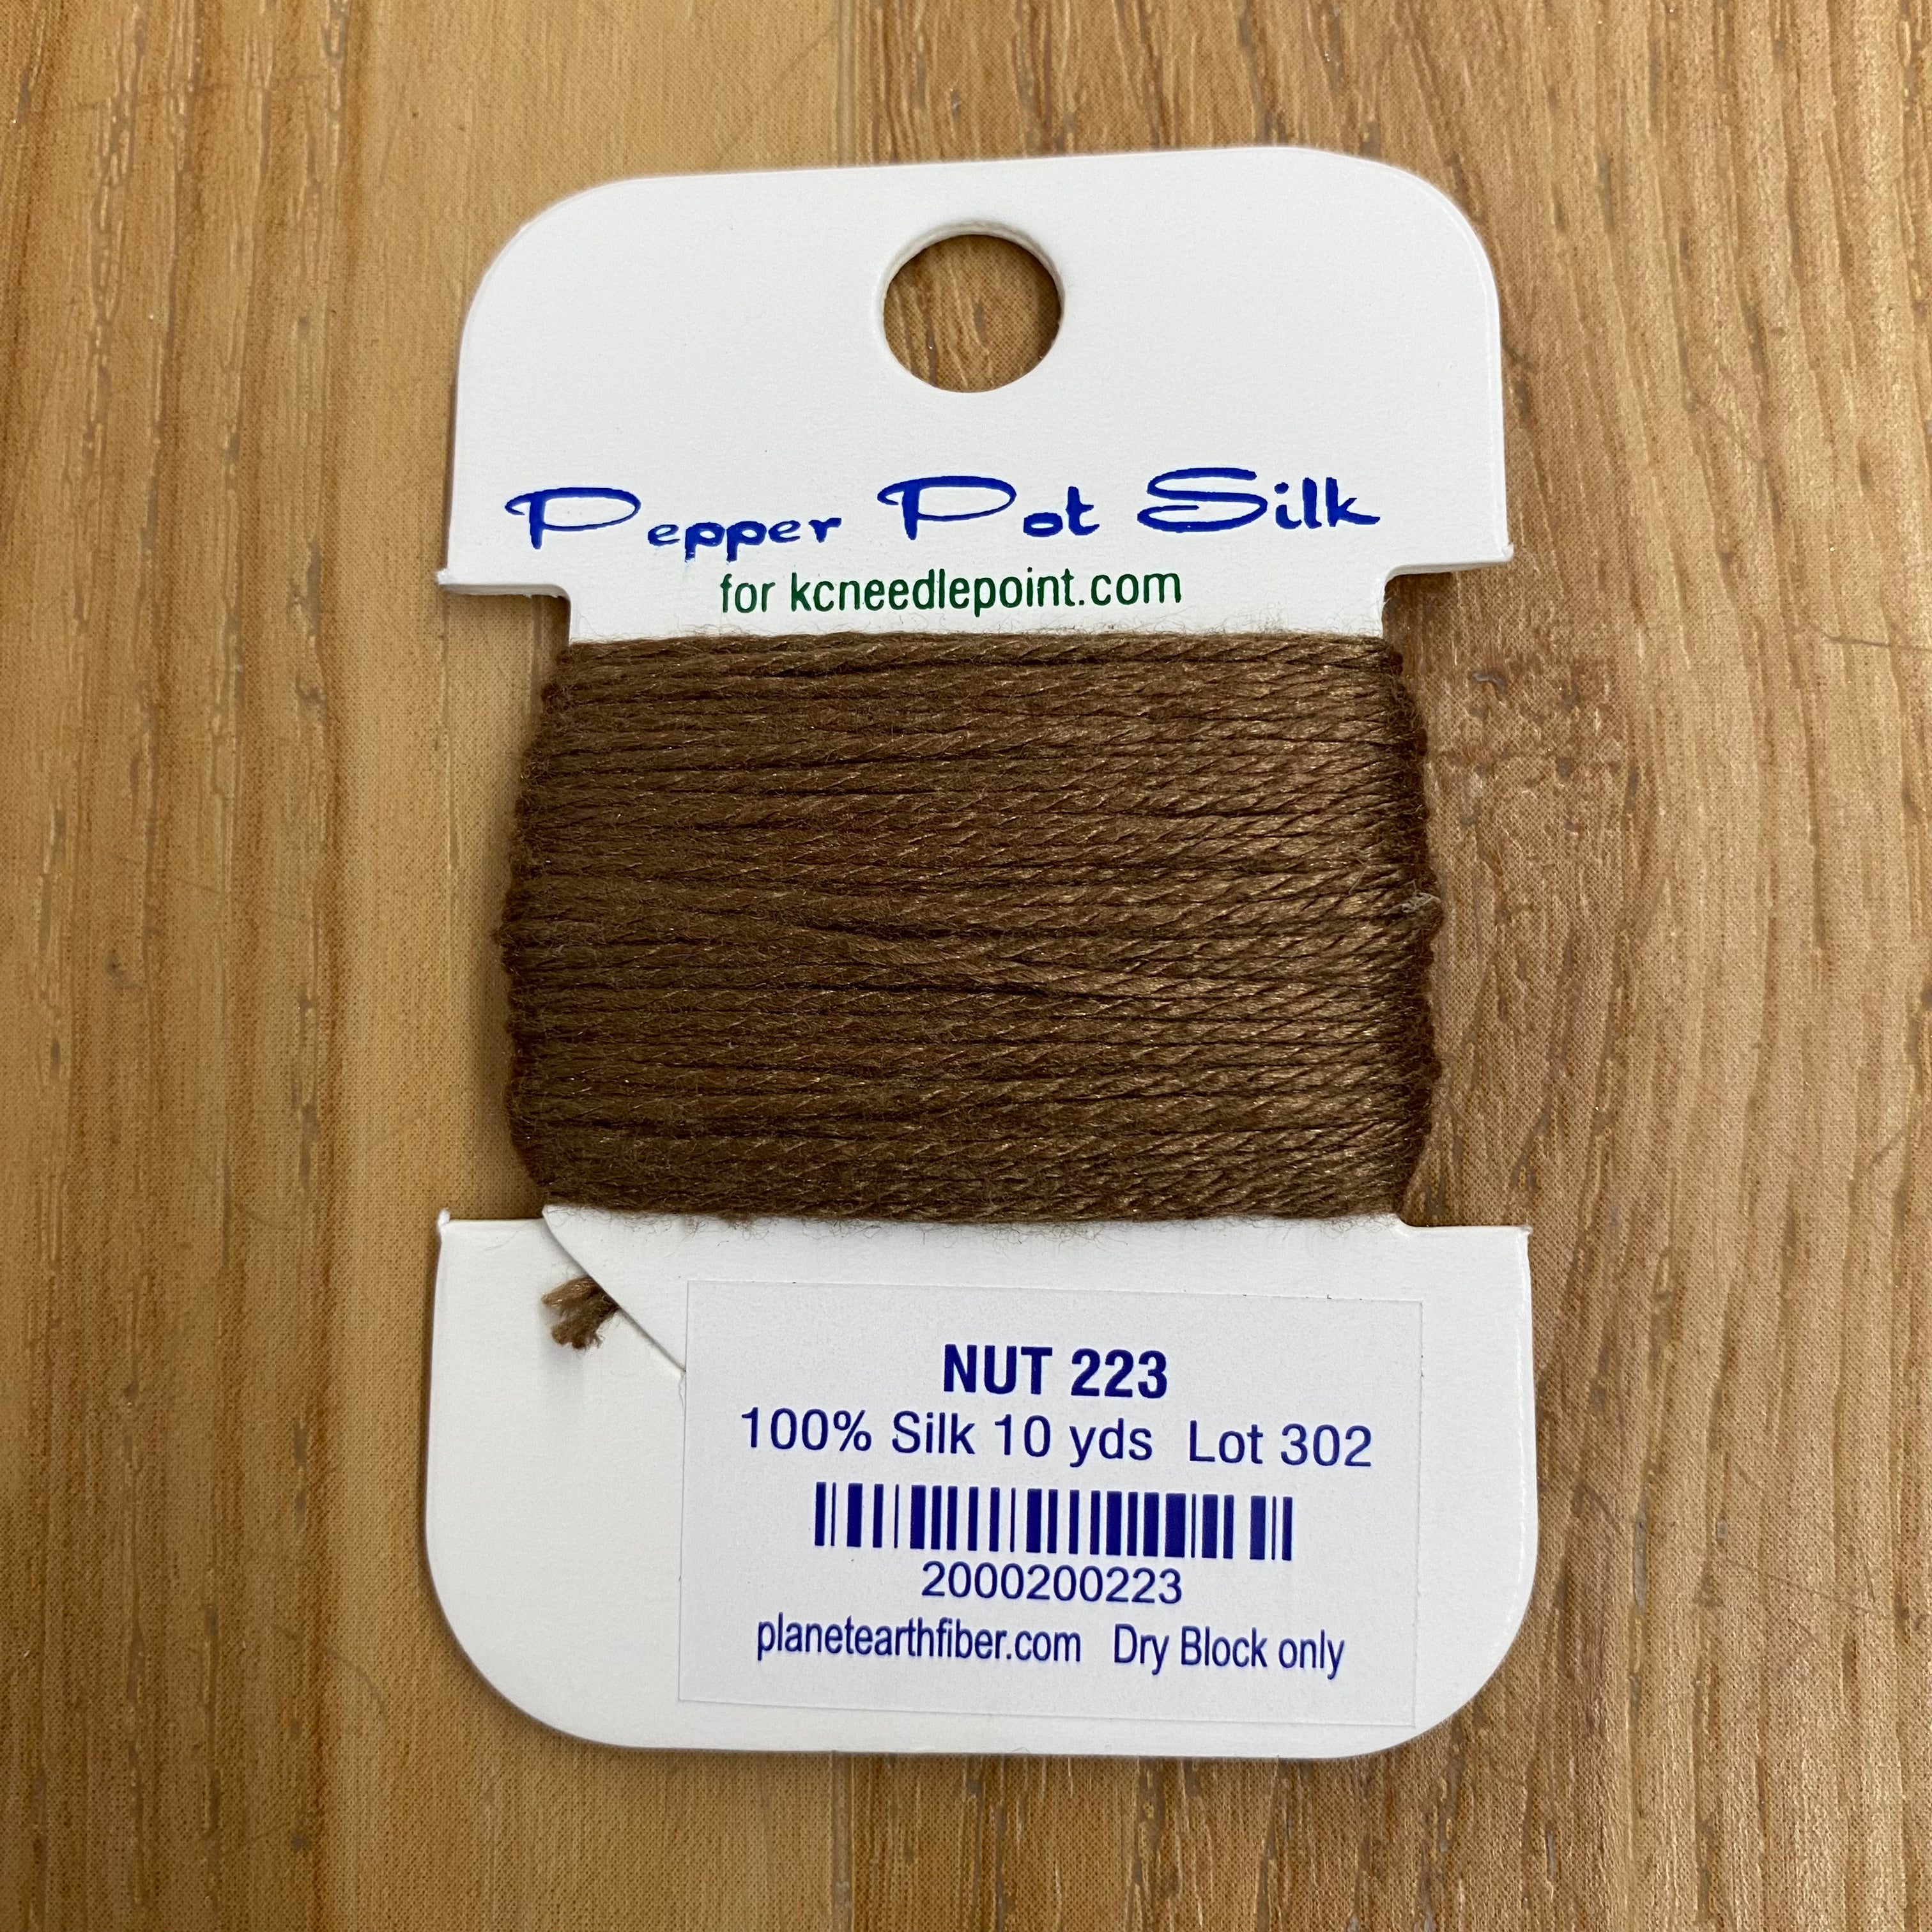 Pepper Pot Silk
for kcneedlepoint.com
NUT 223
100% Silk 10 yds Lot 302
2000200223
planetearthfiber.com Dry Block only